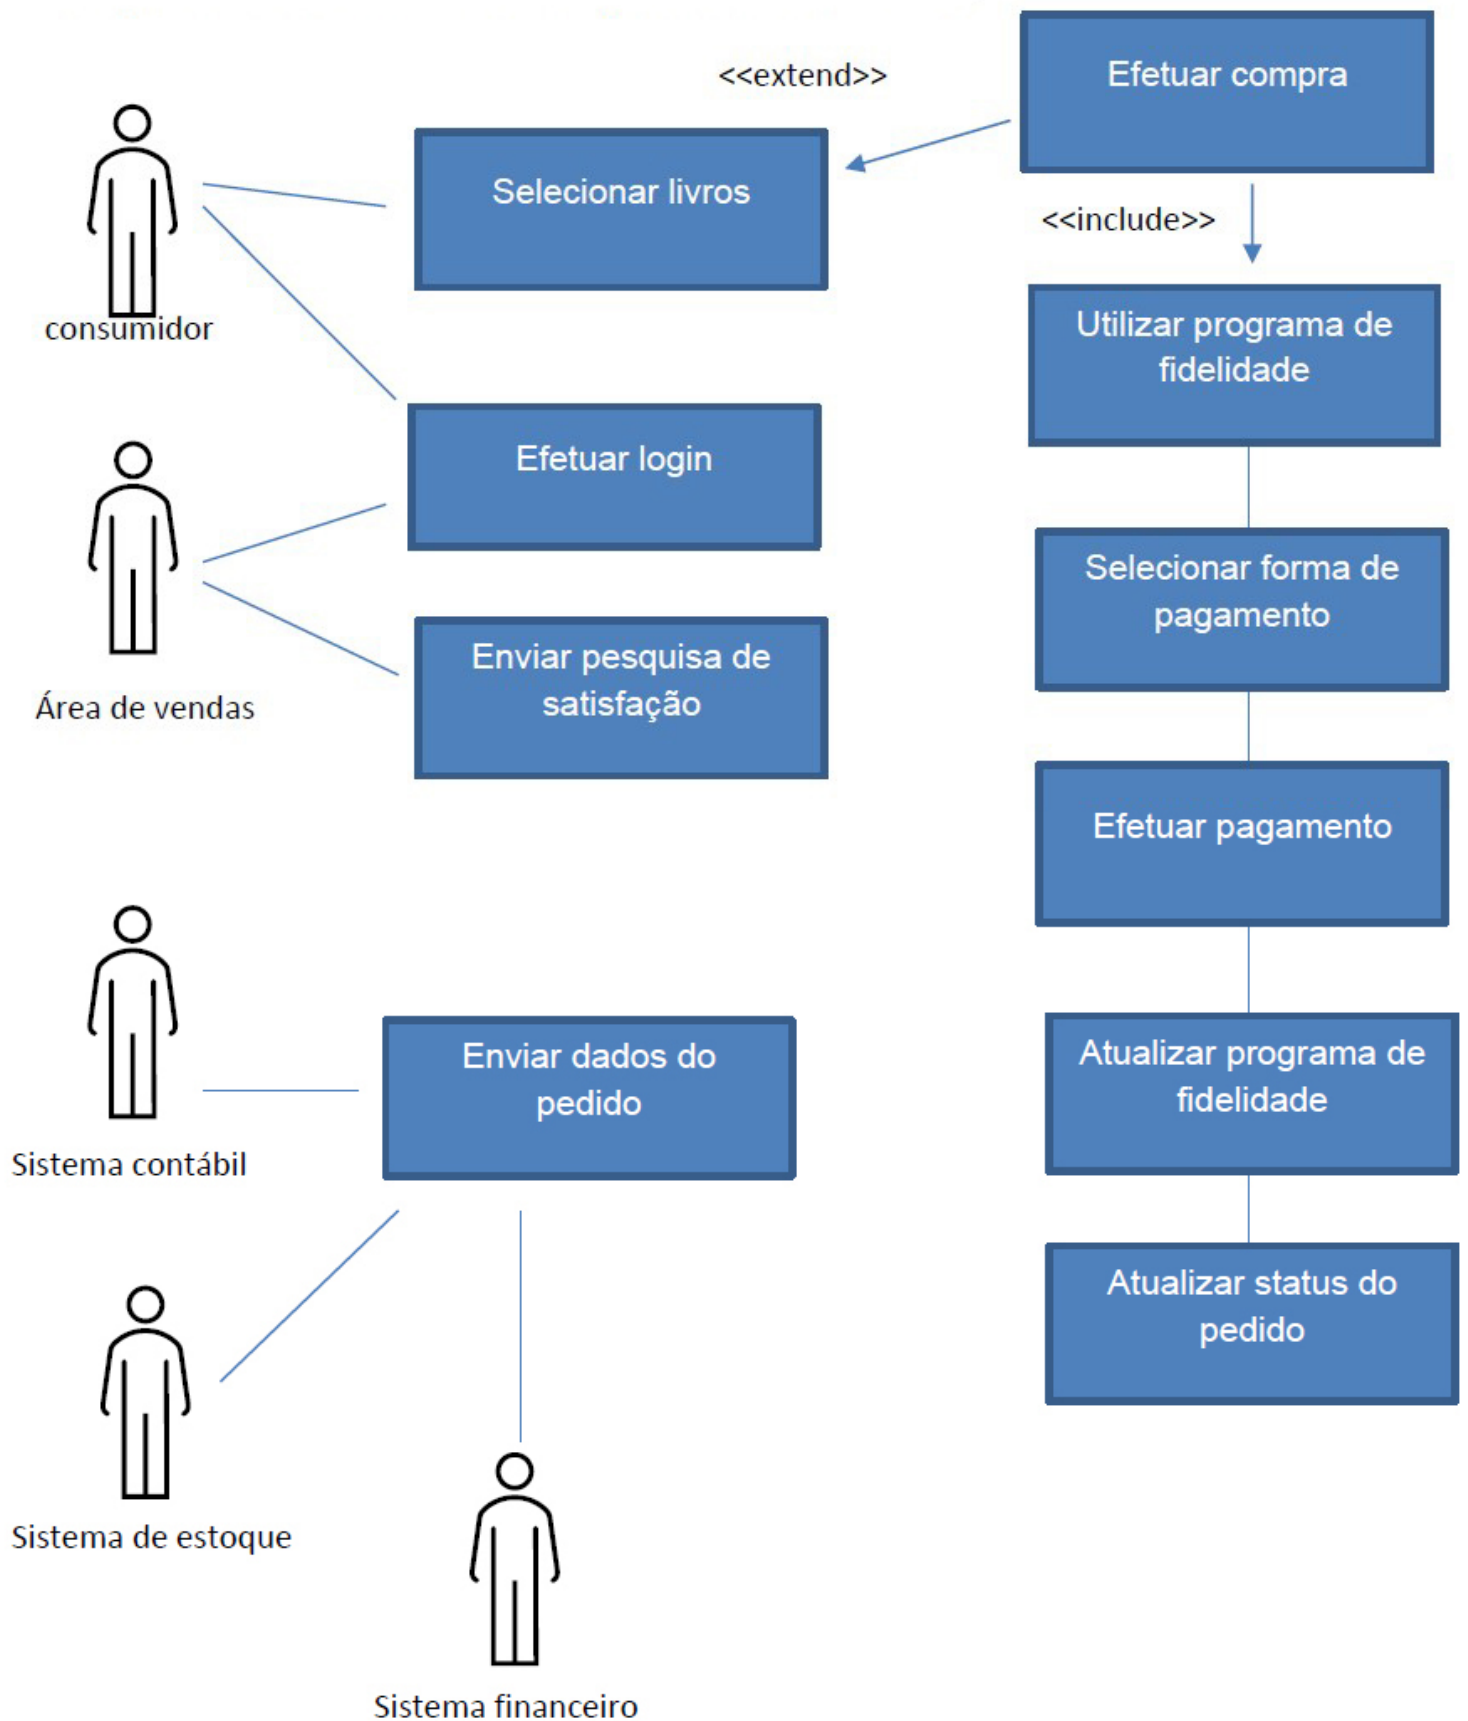 Efetuar compra
<<extend>>
Selecionar livros
<<include>>
consumidor
Utilizar programa de
fidelidade
Efetuar login
Selecionar forma de
pagamento
Enviar pesquisa de
satisfação
Área de vendas
Efetuar pagamento
Enviar dados do
pedido
Atualizar programa de
fidelidade
Sistema contábil
Atualizar status do
pedido
Sistema de estoque
Sistema financeiro